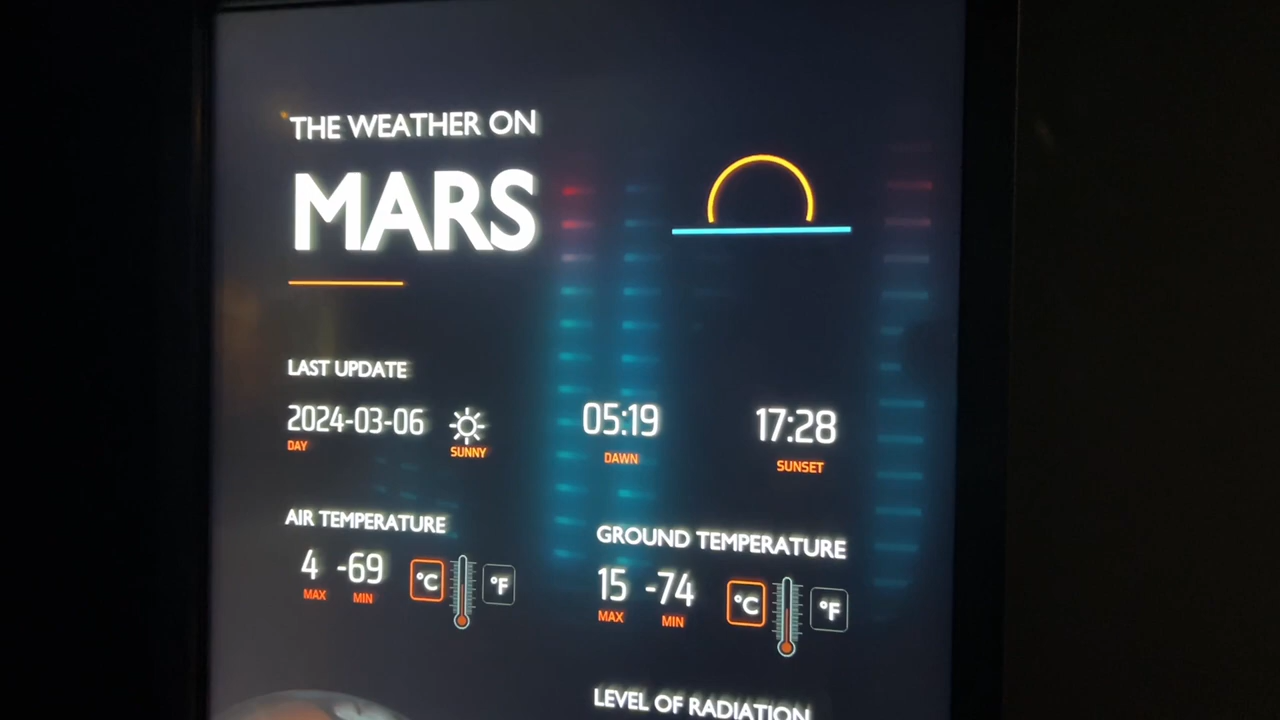 THE WEATHER ON
MARS
LAST UPDATE
2024-03-06
DAY
SUNNY
05:19
DAWN
17:28
SUNSET
AIR TEMPERATURE
4 -69
MAX MIN
°C °F
GROUND TEMPERATURE
15 -74
MAX MIN
°C °F
LEVEL OF RADIATION